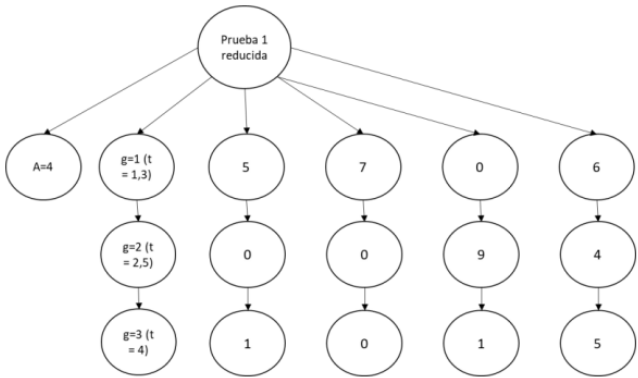 Prueba 1
reducida
A=4
g=1 (t
= 1,3)
5
7
0
6
g=2 (t
= 2,5)
0
0
9
4
g=3 (t
= 4)
1
0
1
5